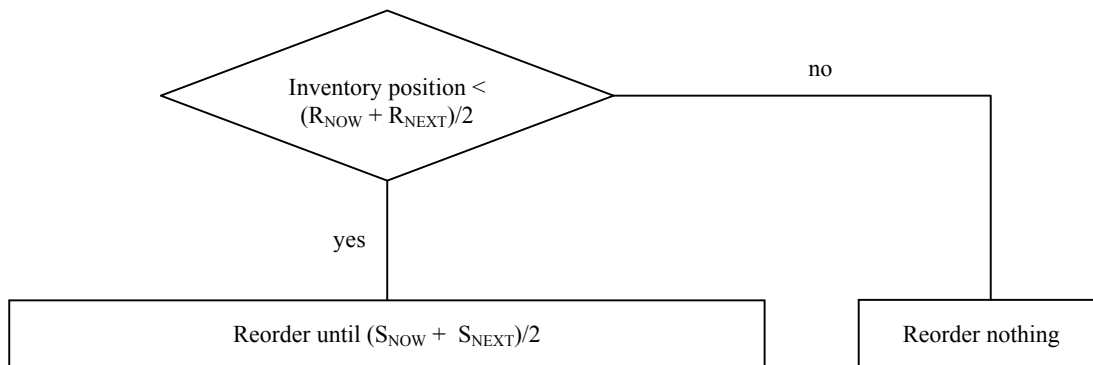 Inventory position <
(R_NOW + R_NEXT)/2
no
yes
Reorder until (S_NOW + S_NEXT)/2
Reorder nothing